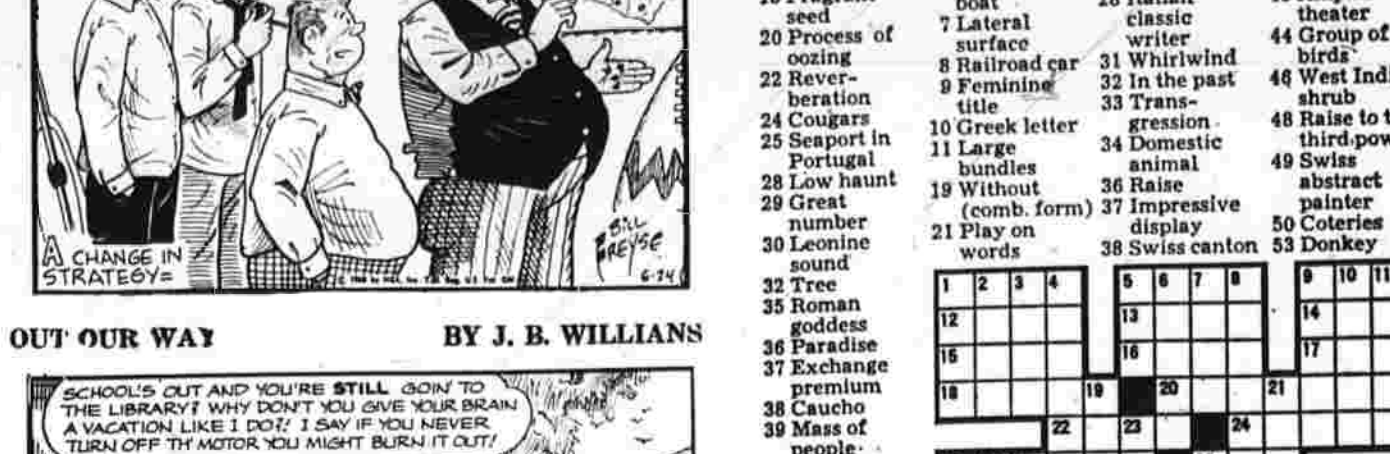 A CHANGE IN
STRATEGY=
BILL
FREYSE
6-24
OUT OUR WAY
BY J. B. WILLIANS
SCHOOL'S OUT AND YOU'RE STILL GOIN' TO
THE LIBRARY? WHY DON'T YOU GIVE YOUR BRAIN
A VACATION LIKE I DO?! I SAY IF YOU NEVER
TURN OFF TH' MOTOR YOU MIGHT BURN IT OUT!
seed
20 Process of
oozing
22 Rever-
beration
24 Cougars
25 Seaport in
Portugal
28 Low haunt
29 Great
number
30 Leonine
sound
32 Tree
35 Roman
goddess
36 Paradise
37 Exchange
premium
38 Caucho
39 Mass of
people
boat
7 Lateral
surface
8 Railroad car
9 Feminine
title
10 Greek letter
11 Large
bundles
19 Without
(comb. form)
21 Play on
words
classic
writer
31 Whirlwind
32 In the past
33 Trans-
gression
34 Domestic
animal
36 Raise
37 Impressive
display
38 Swiss canton
theater
44 Group of
birds
46 West Indi
shrub
48 Raise to t
third pow
49 Swiss
abstract
painter
50 Coteries
53 Donkey
1 2 3 4 5 6 7 8 9 10 11
12 13 14
15 16 17
18 19 20 21
22 23 24